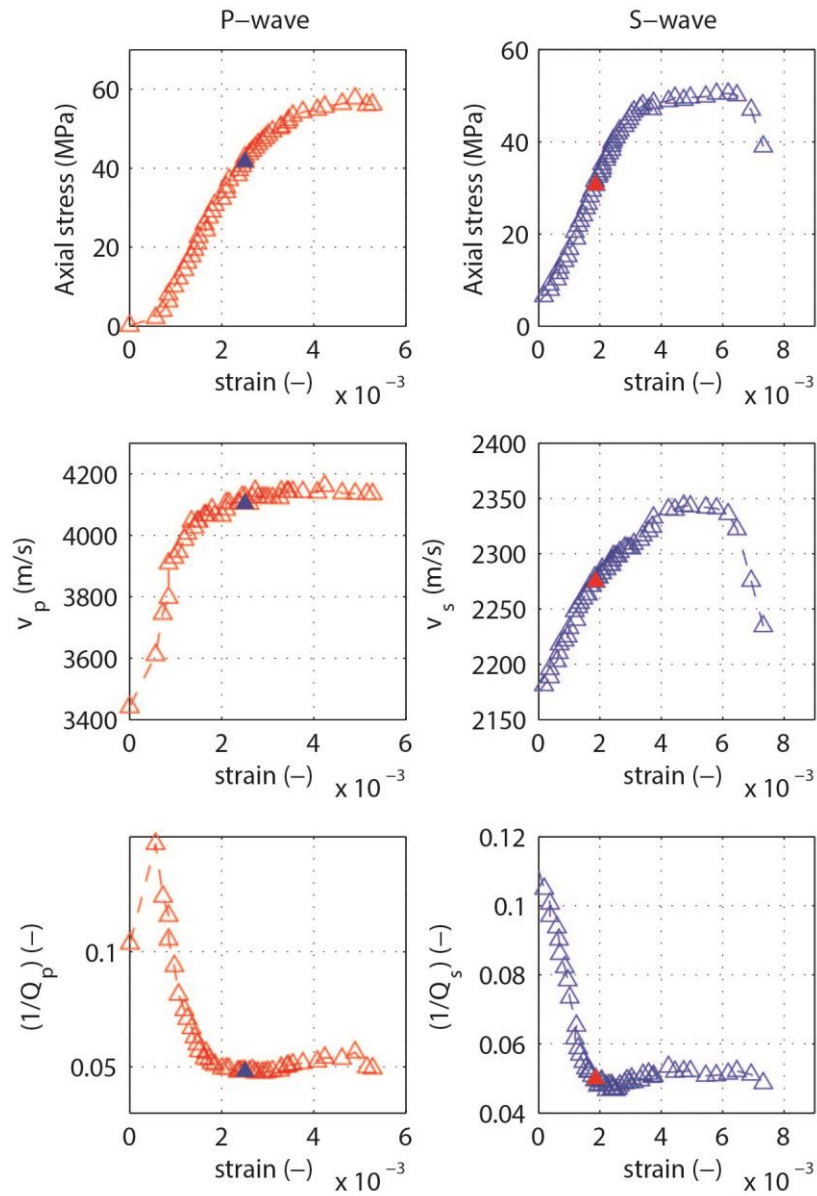 P–wave
S–wave
Axial stress (MPa)
60
40
20
0
0
2
4
6
strain (–)
x 10 –3
Axial stress (MPa)
60
40
20
0
0
2
4
6
8
strain (–)
x 10 –3
v p (m/s)
4200
4000
3800
3600
3400
0
2
4
6
strain (–)
x 10 –3
v s (m/s)
2400
2350
2300
2250
2200
2150
0
2
4
6
8
strain (–)
x 10 –3
(1/Q p) (–)
0.1
0.05
0
2
4
6
strain (–)
x 10 –3
(1/Q s) (–)
0.12
0.1
0.08
0.06
0.04
0
2
4
6
8
strain (–)
x 10 –3